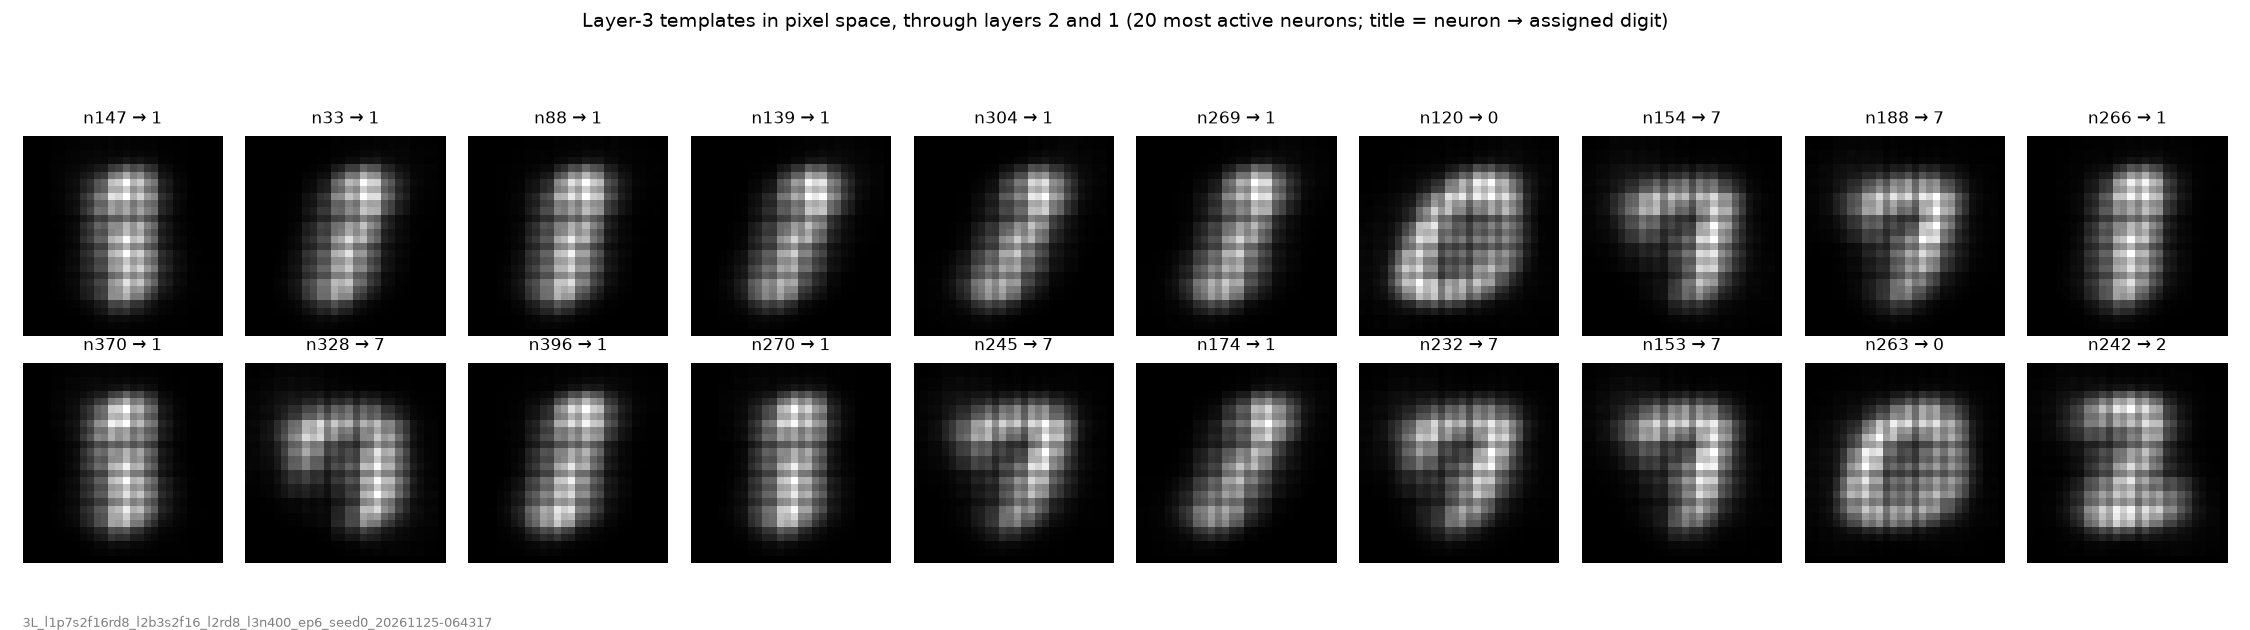 Layer-3 templates in pixel space, through layers 2 and 1 (20 most active neurons; title = neuron → assigned digit)
n147 → 1 n33 → 1 n88 → 1 n139 → 1 n304 → 1 n269 → 1 n120 → 0 n154 → 7 n188 → 7 n266 → 1
n370 → 1 n328 → 7 n396 → 1 n270 → 1 n245 → 7 n174 → 1 n232 → 7 n153 → 7 n263 → 0 n242 → 2
3L_l1p7s2f16rd8_l2b3s2f16_l2rd8_l3n400_ep6_seed0_20261125-064317